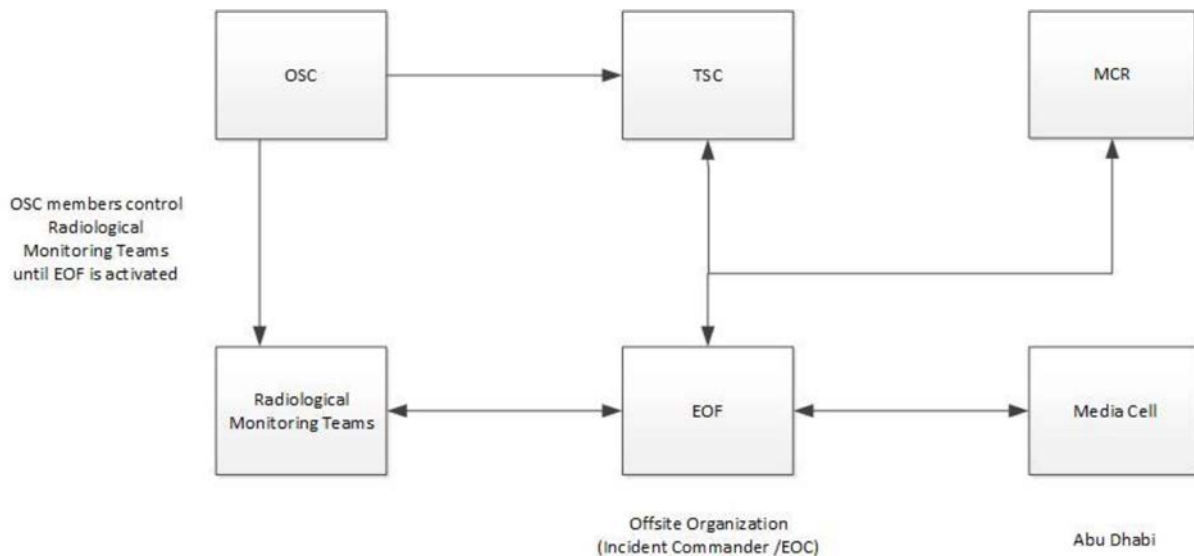 OSC
TSC
MCR
OSC members control
Radiological
Monitoring Teams
until EOF is activated
Radiological
Monitoring Teams
EOF
Media Cell
Offsite Organization
(Incident Commander /EOC)
Abu Dhabi